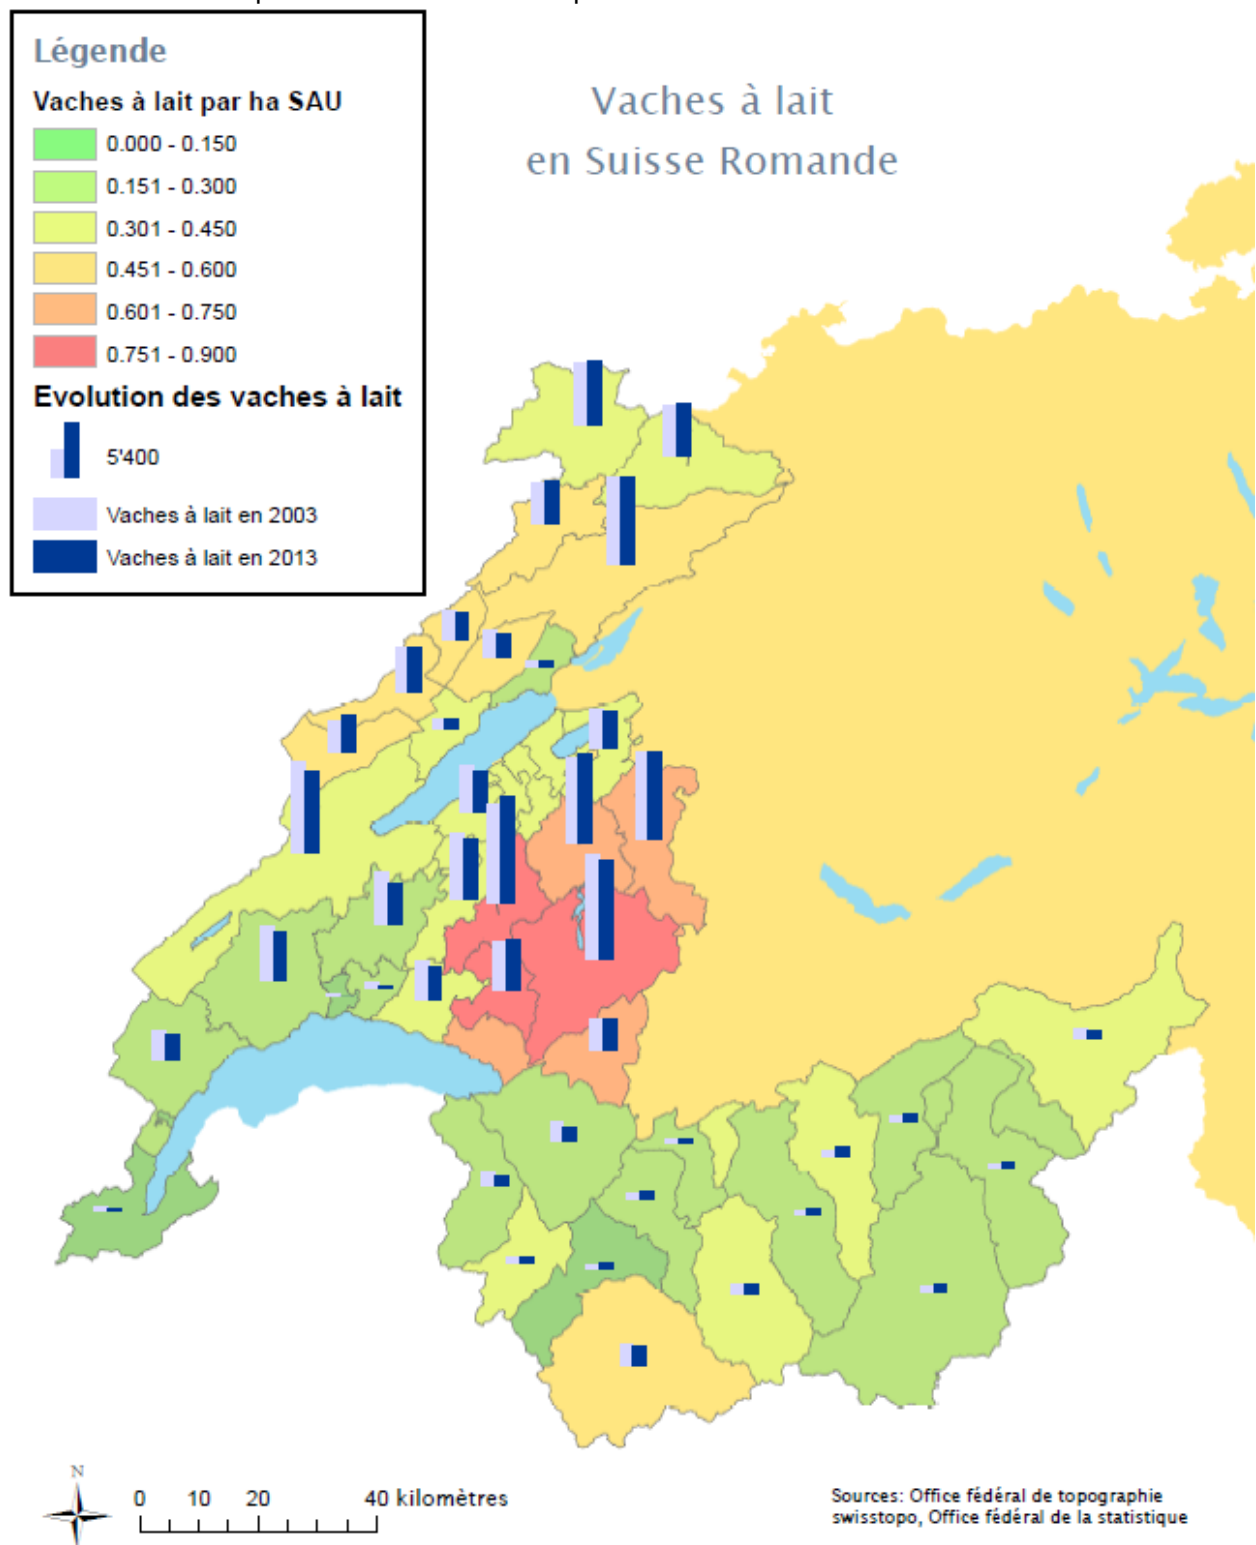 Légende
Vaches à lait par ha SAU
0.000 - 0.150
0.151 - 0.300
0.301 - 0.450
0.451 - 0.600
0.601 - 0.750
0.751 - 0.900
Evolution des vaches à lait
5'400
Vaches à lait en 2003
Vaches à lait en 2013
Vaches à lait
en Suisse Romande
N
0 10 20 40 kilomètres
Sources: Office fédéral de topographie
swisstopo, Office fédéral de la statistique